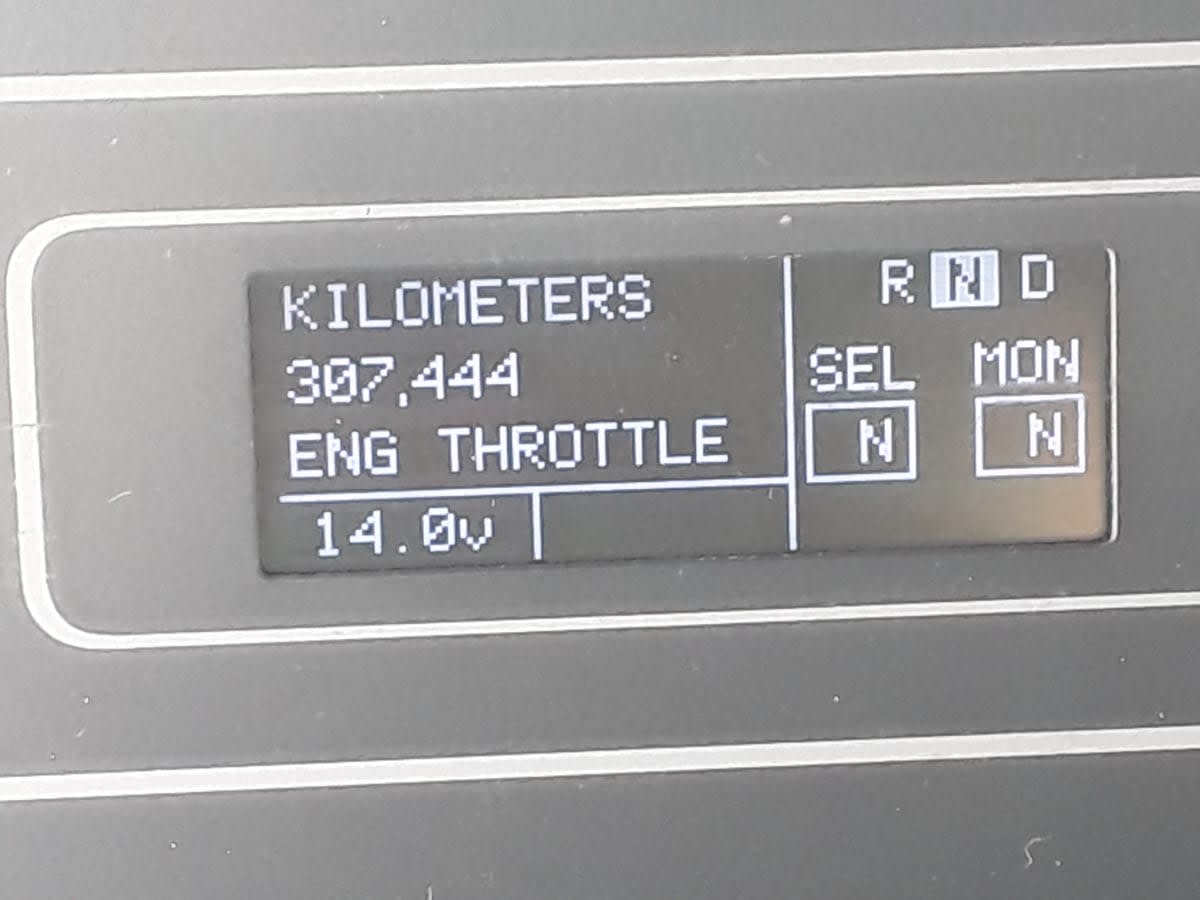 KILOMETERS
307,444
ENG THROTTLE
14.0v
R N D
SEL MON
N N